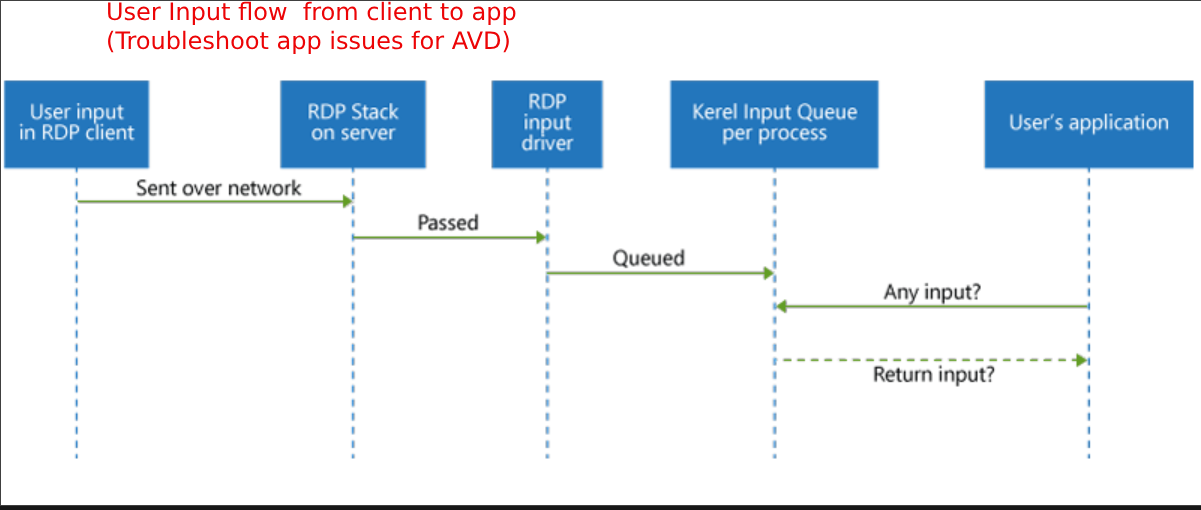 User Input flow  from client to app
(Troubleshoot app issues for AVD)
User input
in RDP client
RDP Stack
on server
RDP
input
driver
Kerel Input Queue
per process
User's application
Sent over network
Passed
Queued
Any input?
Return input?